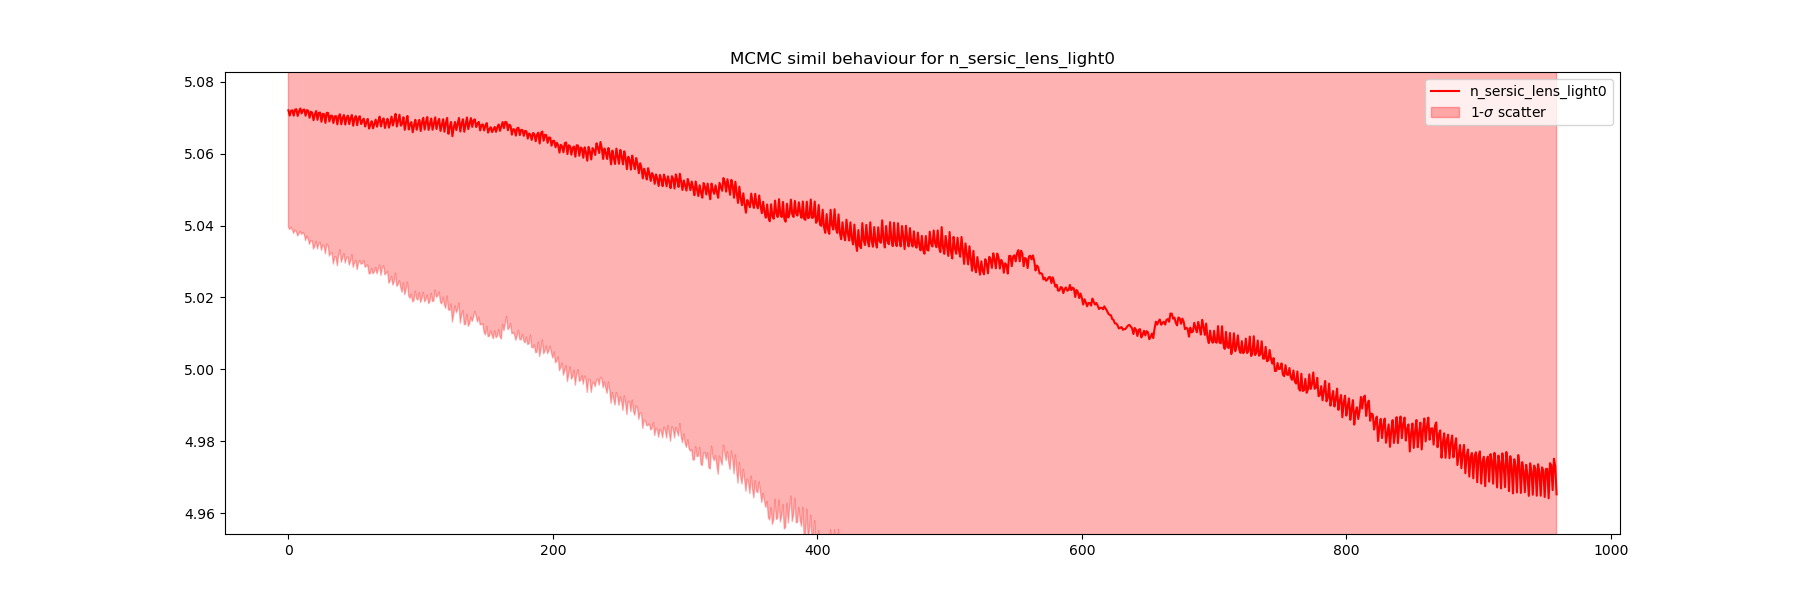 MCMC simil behaviour for n_sersic_lens_light0
n_sersic_lens_light0
1-σ scatter
5.08
5.06
5.04
5.02
5.00
4.98
4.96
0 200 400 600 800 1000